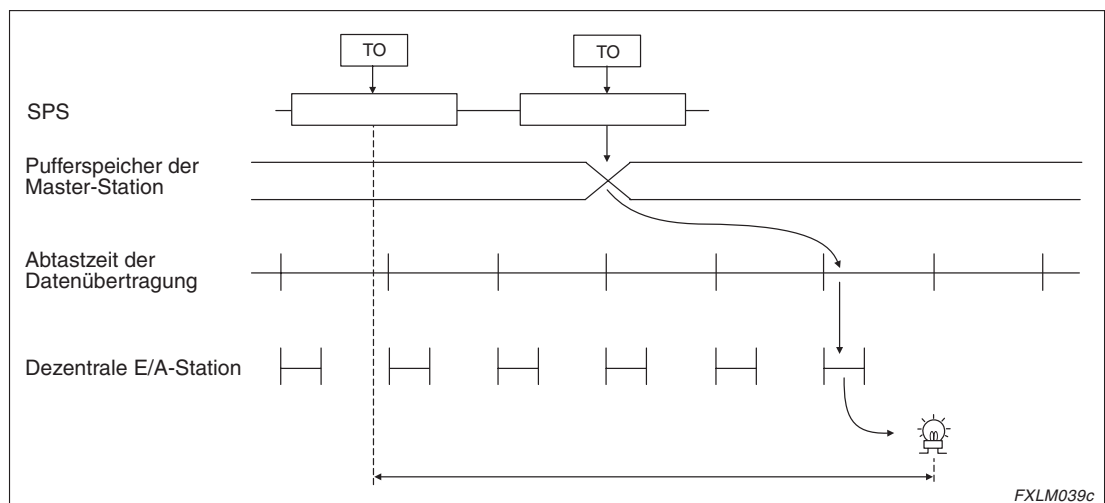 TO
TO
SPS
Pufferspeicher der
Master-Station
Abtastzeit der
Datenübertragung
Dezentrale E/A-Station
FXLM039c